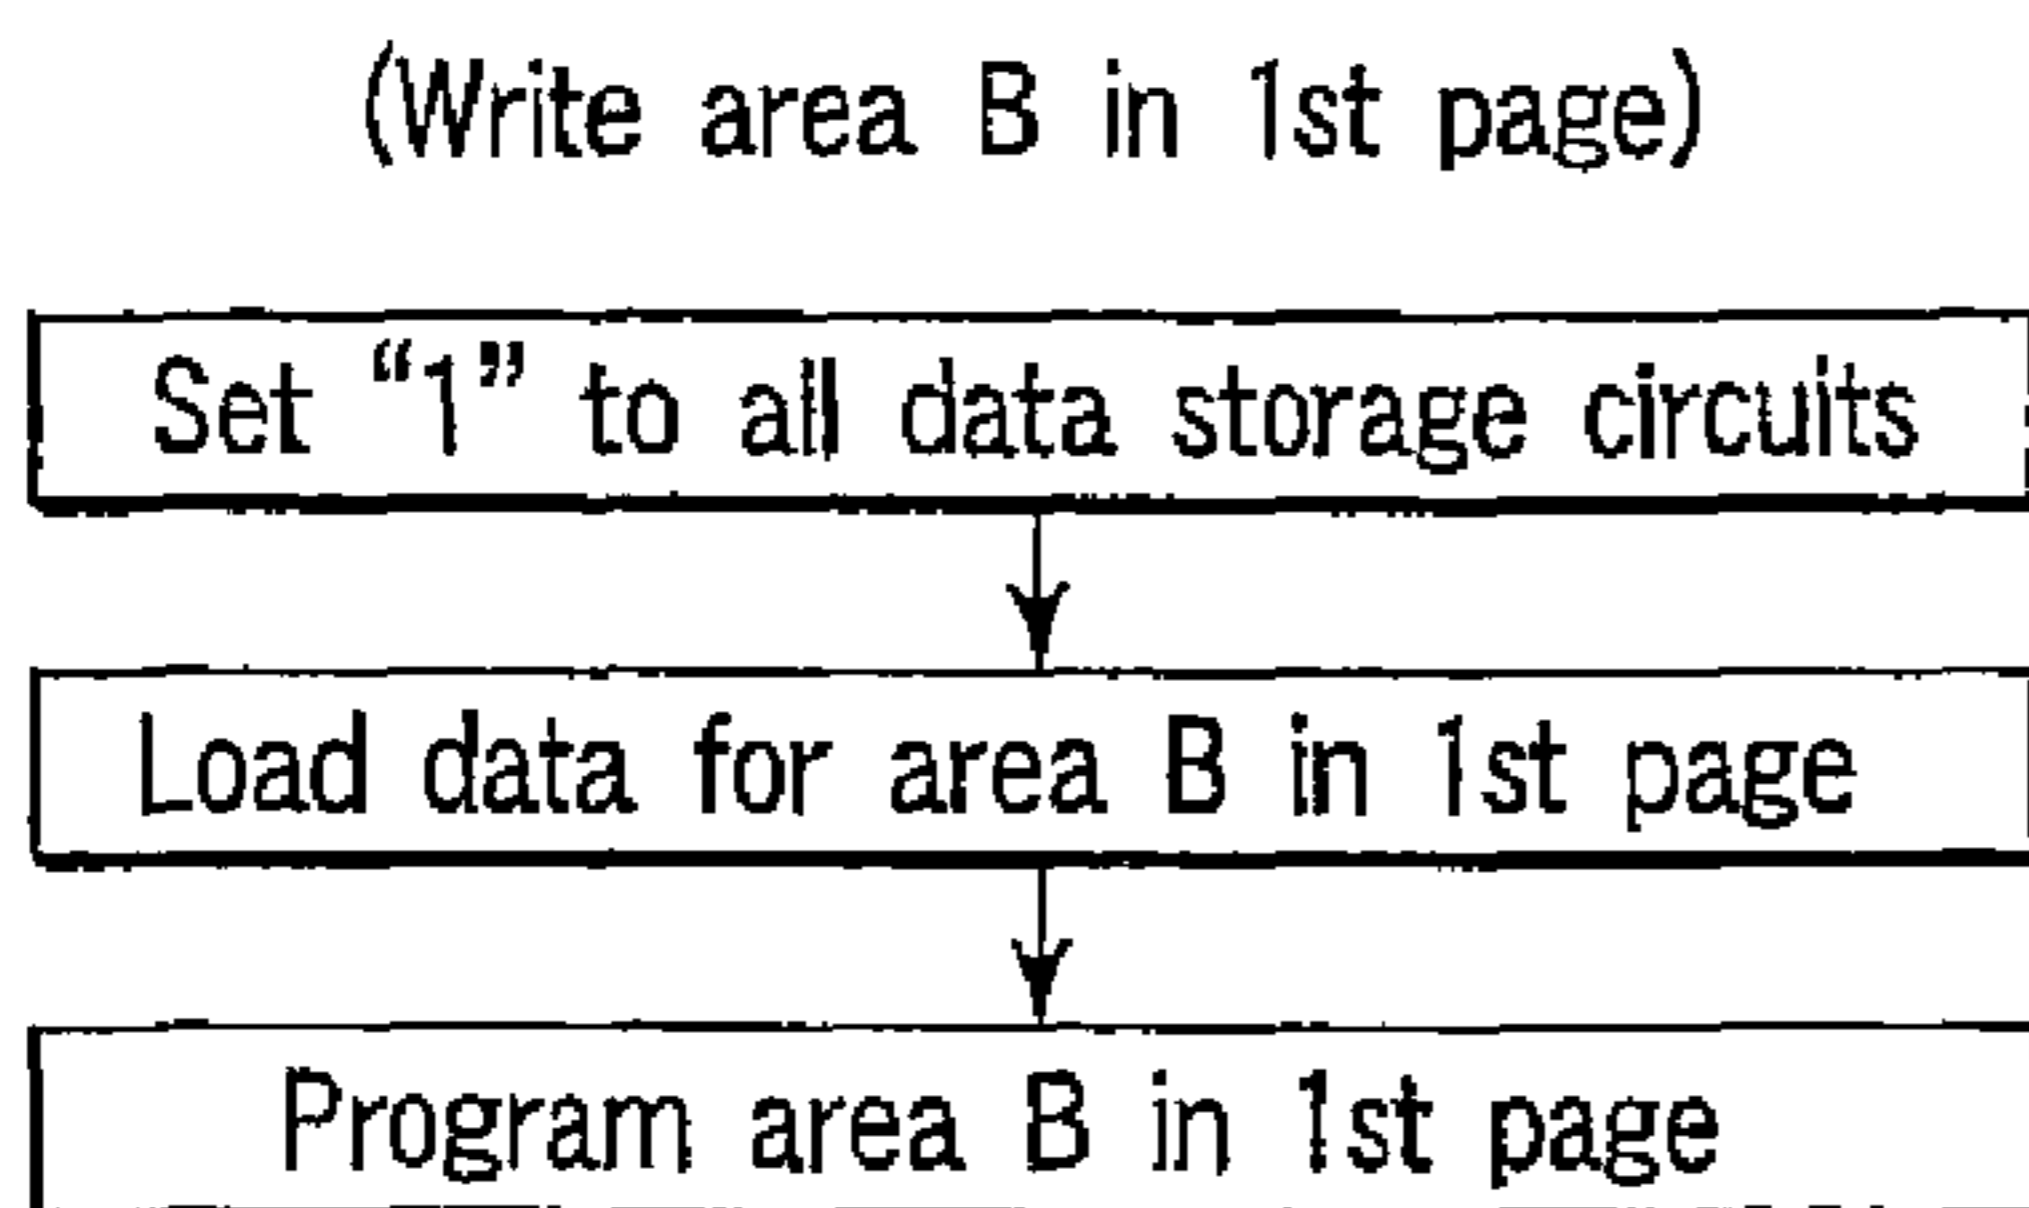 (Write area B in 1st page)
Set “1” to all data storage circuits
Load data for area B in 1st page
Program area B in 1st page